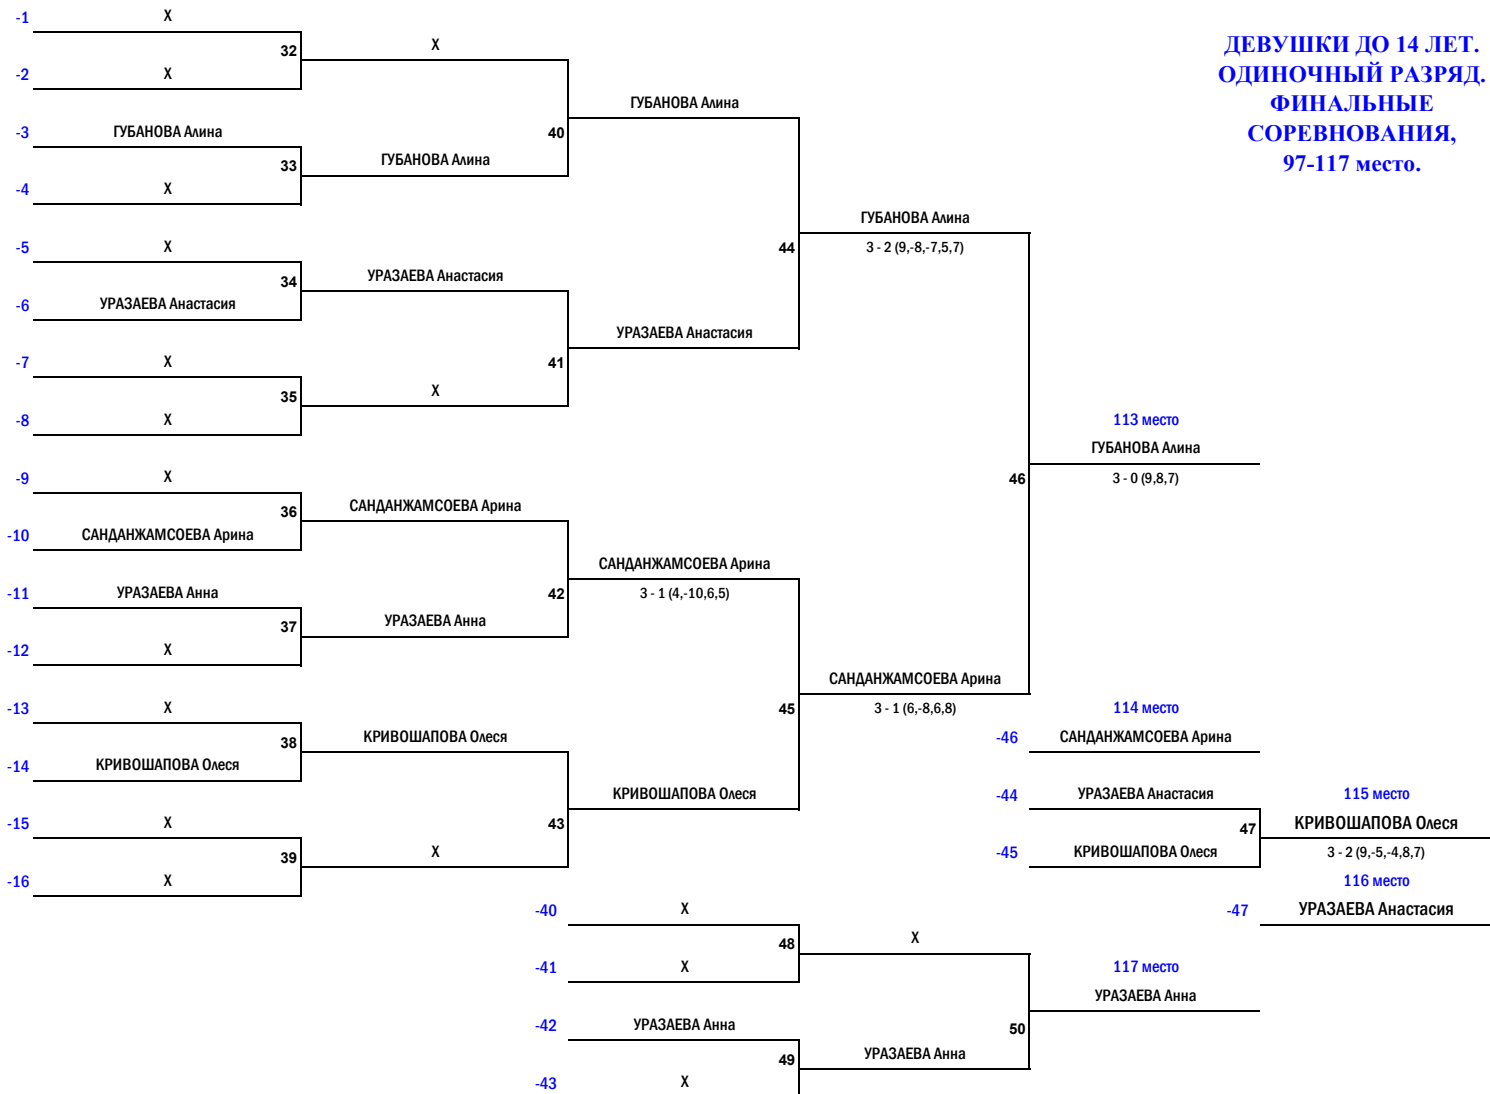 -1
X
32
X
-2
X
ДЕВУШКИ ДО 14 ЛЕТ.
ОДИНОЧНЫЙ РАЗРЯД.
ФИНАЛЬНЫЕ
СОРЕВНОВАНИЯ,
97-117 место.
ГУБАНОВА Алина
-3
ГУБАНОВА Алина
40
33
ГУБАНОВА Алина
-4
X
ГУБАНОВА Алина
-5
X
44
3 - 2 (9,-8,-7,5,7)
34
УРАЗАЕВА Анастасия
-6
УРАЗАЕВА Анастасия
УРАЗАЕВА Анастасия
-7
X
41
35
X
-8
X
113 место
ГУБАНОВА Алина
-9
X
46
3 - 0 (9,8,7)
36
САНДАНЖАМСОЕВА Арина
-10
САНДАНЖАМСОЕВА Арина
САНДАНЖАМСОЕВА Арина
-11
УРАЗАЕВА Анна
42
3 - 1 (4,-10,6,5)
37
УРАЗАЕВА Анна
-12
X
САНДАНЖАМСОЕВА Арина
-13
X
45
3 - 1 (6,-8,6,8)
114 место
38
КРИВОШАПОВА Олеся
-46
САНДАНЖАМСОЕВА Арина
-14
КРИВОШАПОВА Олеся
КРИВОШАПОВА Олеся
-44
УРАЗАЕВА Анастасия
115 место
-15
X
43
47
КРИВОШАПОВА Олеся
39
X
-45
КРИВОШАПОВА Олеся
3 - 2 (9,-5,-4,8,7)
-16
X
116 место
-40
X
-47
УРАЗАЕВА Анастасия
48
X
-41
X
117 место
УРАЗАЕВА Анна
-42
УРАЗАЕВА Анна
50
49
УРАЗАЕВА Анна
-43
X